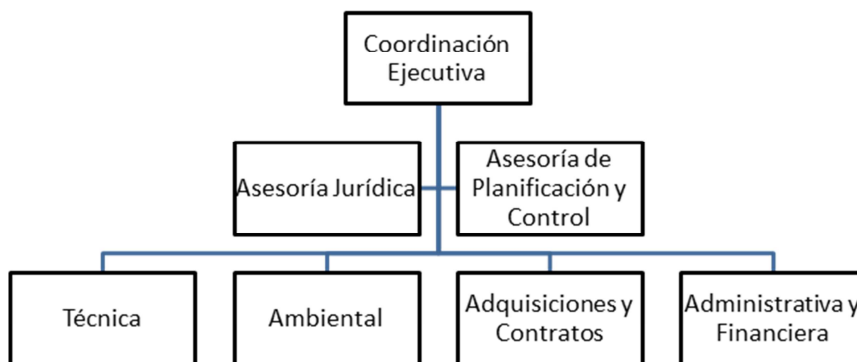 Coordinación
Ejecutiva
Asesoría Jurídica
Asesoría de
Planificación y
Control
Técnica
Ambiental
Adquisiciones y
Contratos
Administrativa y
Financiera